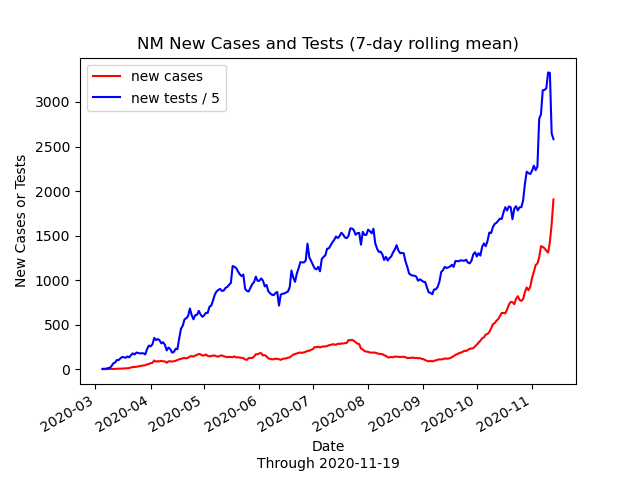 NM New Cases and Tests (7-day rolling mean)
new cases
new tests / 5
New Cases or Tests
3000
2500
2000
1500
1000
500
0
2020-03
2020-04
2020-05
2020-06
2020-07
2020-08
2020-09
2020-10
2020-11
Date
Through 2020-11-19